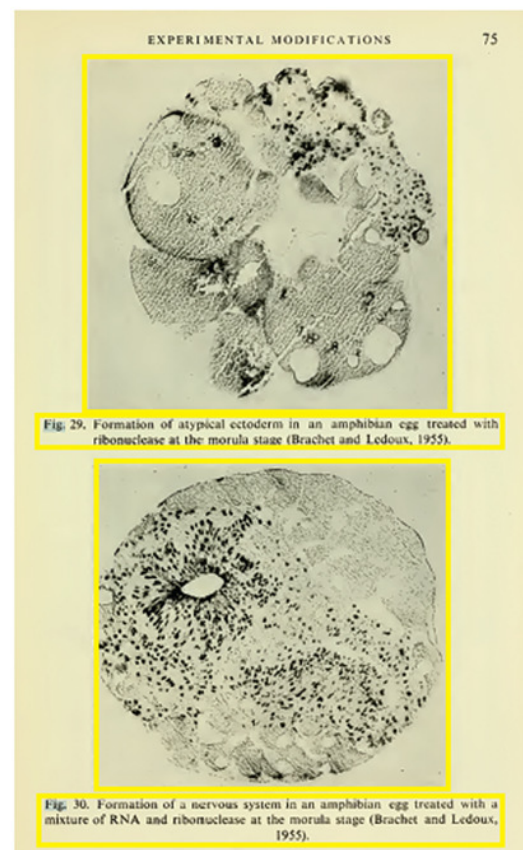 EXPERIMENTAL MODIFICATIONS 75
Fig. 29. Formation of atypical ectoderm in an amphibian egg treated with
ribonuclease at the morula stage (Brachet and Ledoux, 1955).
Fig. 30. Formation of a nervous system in an amphibian egg treated with a
mixture of RNA and ribonuclease at the morula stage (Brachet and Ledoux,
1955).